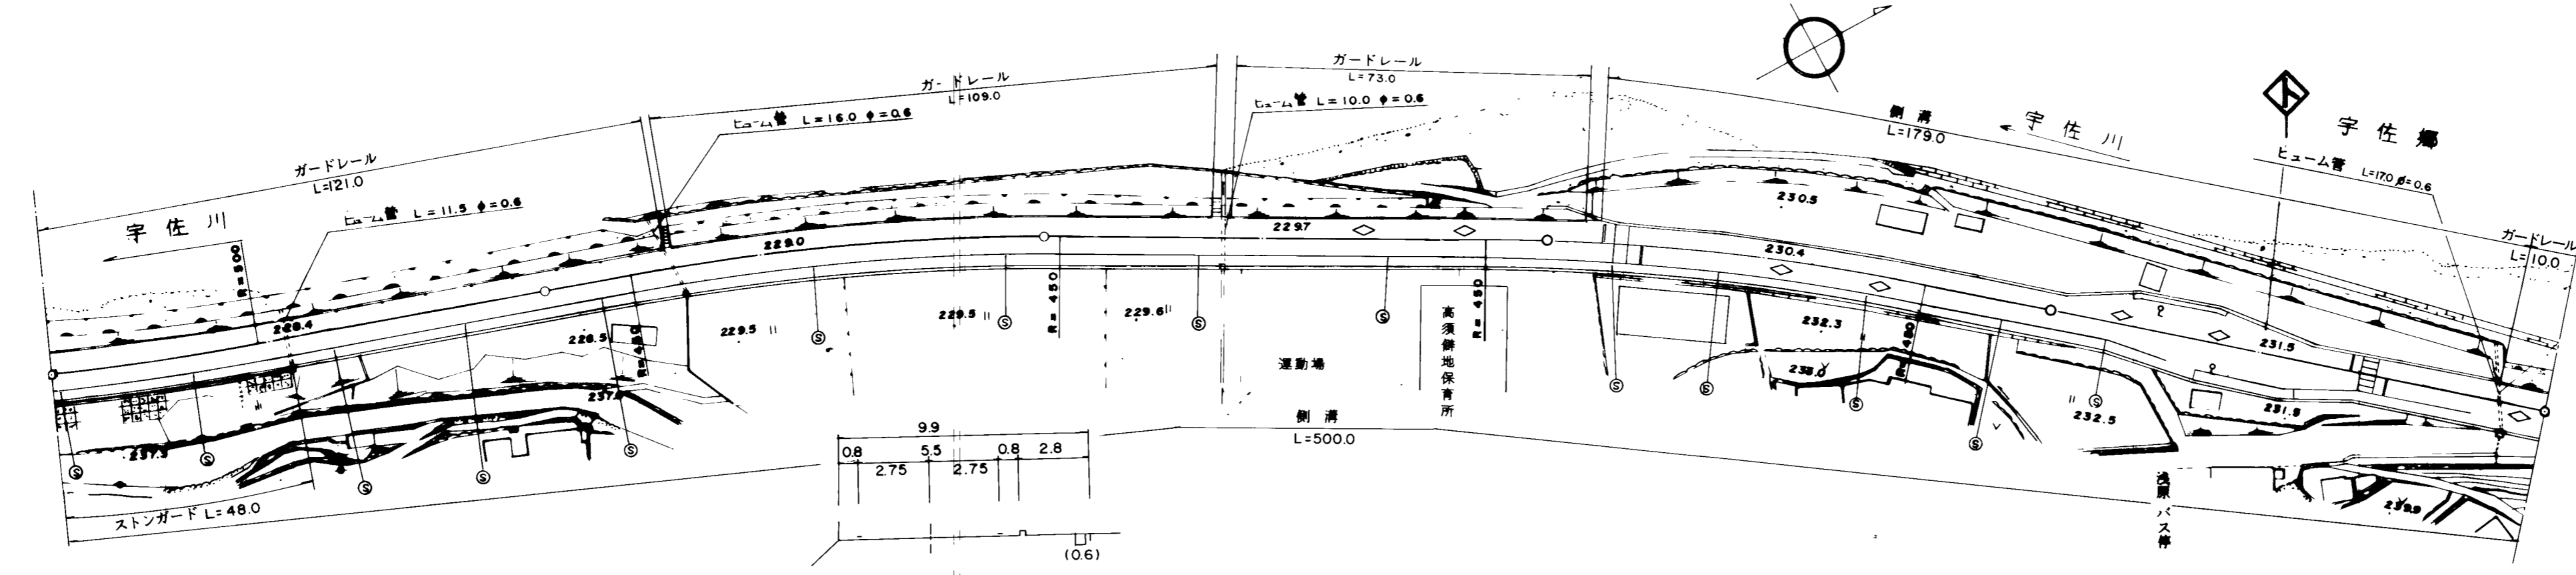 ガードレール
L=121.0
宇佐川
ヒューム管 L=11.5 φ=0.6
R=500
228.4
ガードレール
L=109.0
ヒューム管 L=16.0 φ=0.6
229.0
228.5
237.3
ストンガード L=48.0
229.5
229.5
R=450
229.6
ガードレール
L=73.0
ヒューム管 L=10.0 φ=0.6
229.7
R=450
運動場
高須僻地保育所
側溝
L=500.0
9.9
0.8 5.5 0.8 2.8
2.75 2.75
(0.6)
側溝
L=179.0
宇佐川
230.5
230.4
232.3
宇佐郷
ヒューム管 L=17.0 φ=0.6
ガードレール
L=10.0
231.5
231.5
232.5
浅原バス停
239.9
S
S
S
S
S
S
S
S
S
S
S
S
S
S